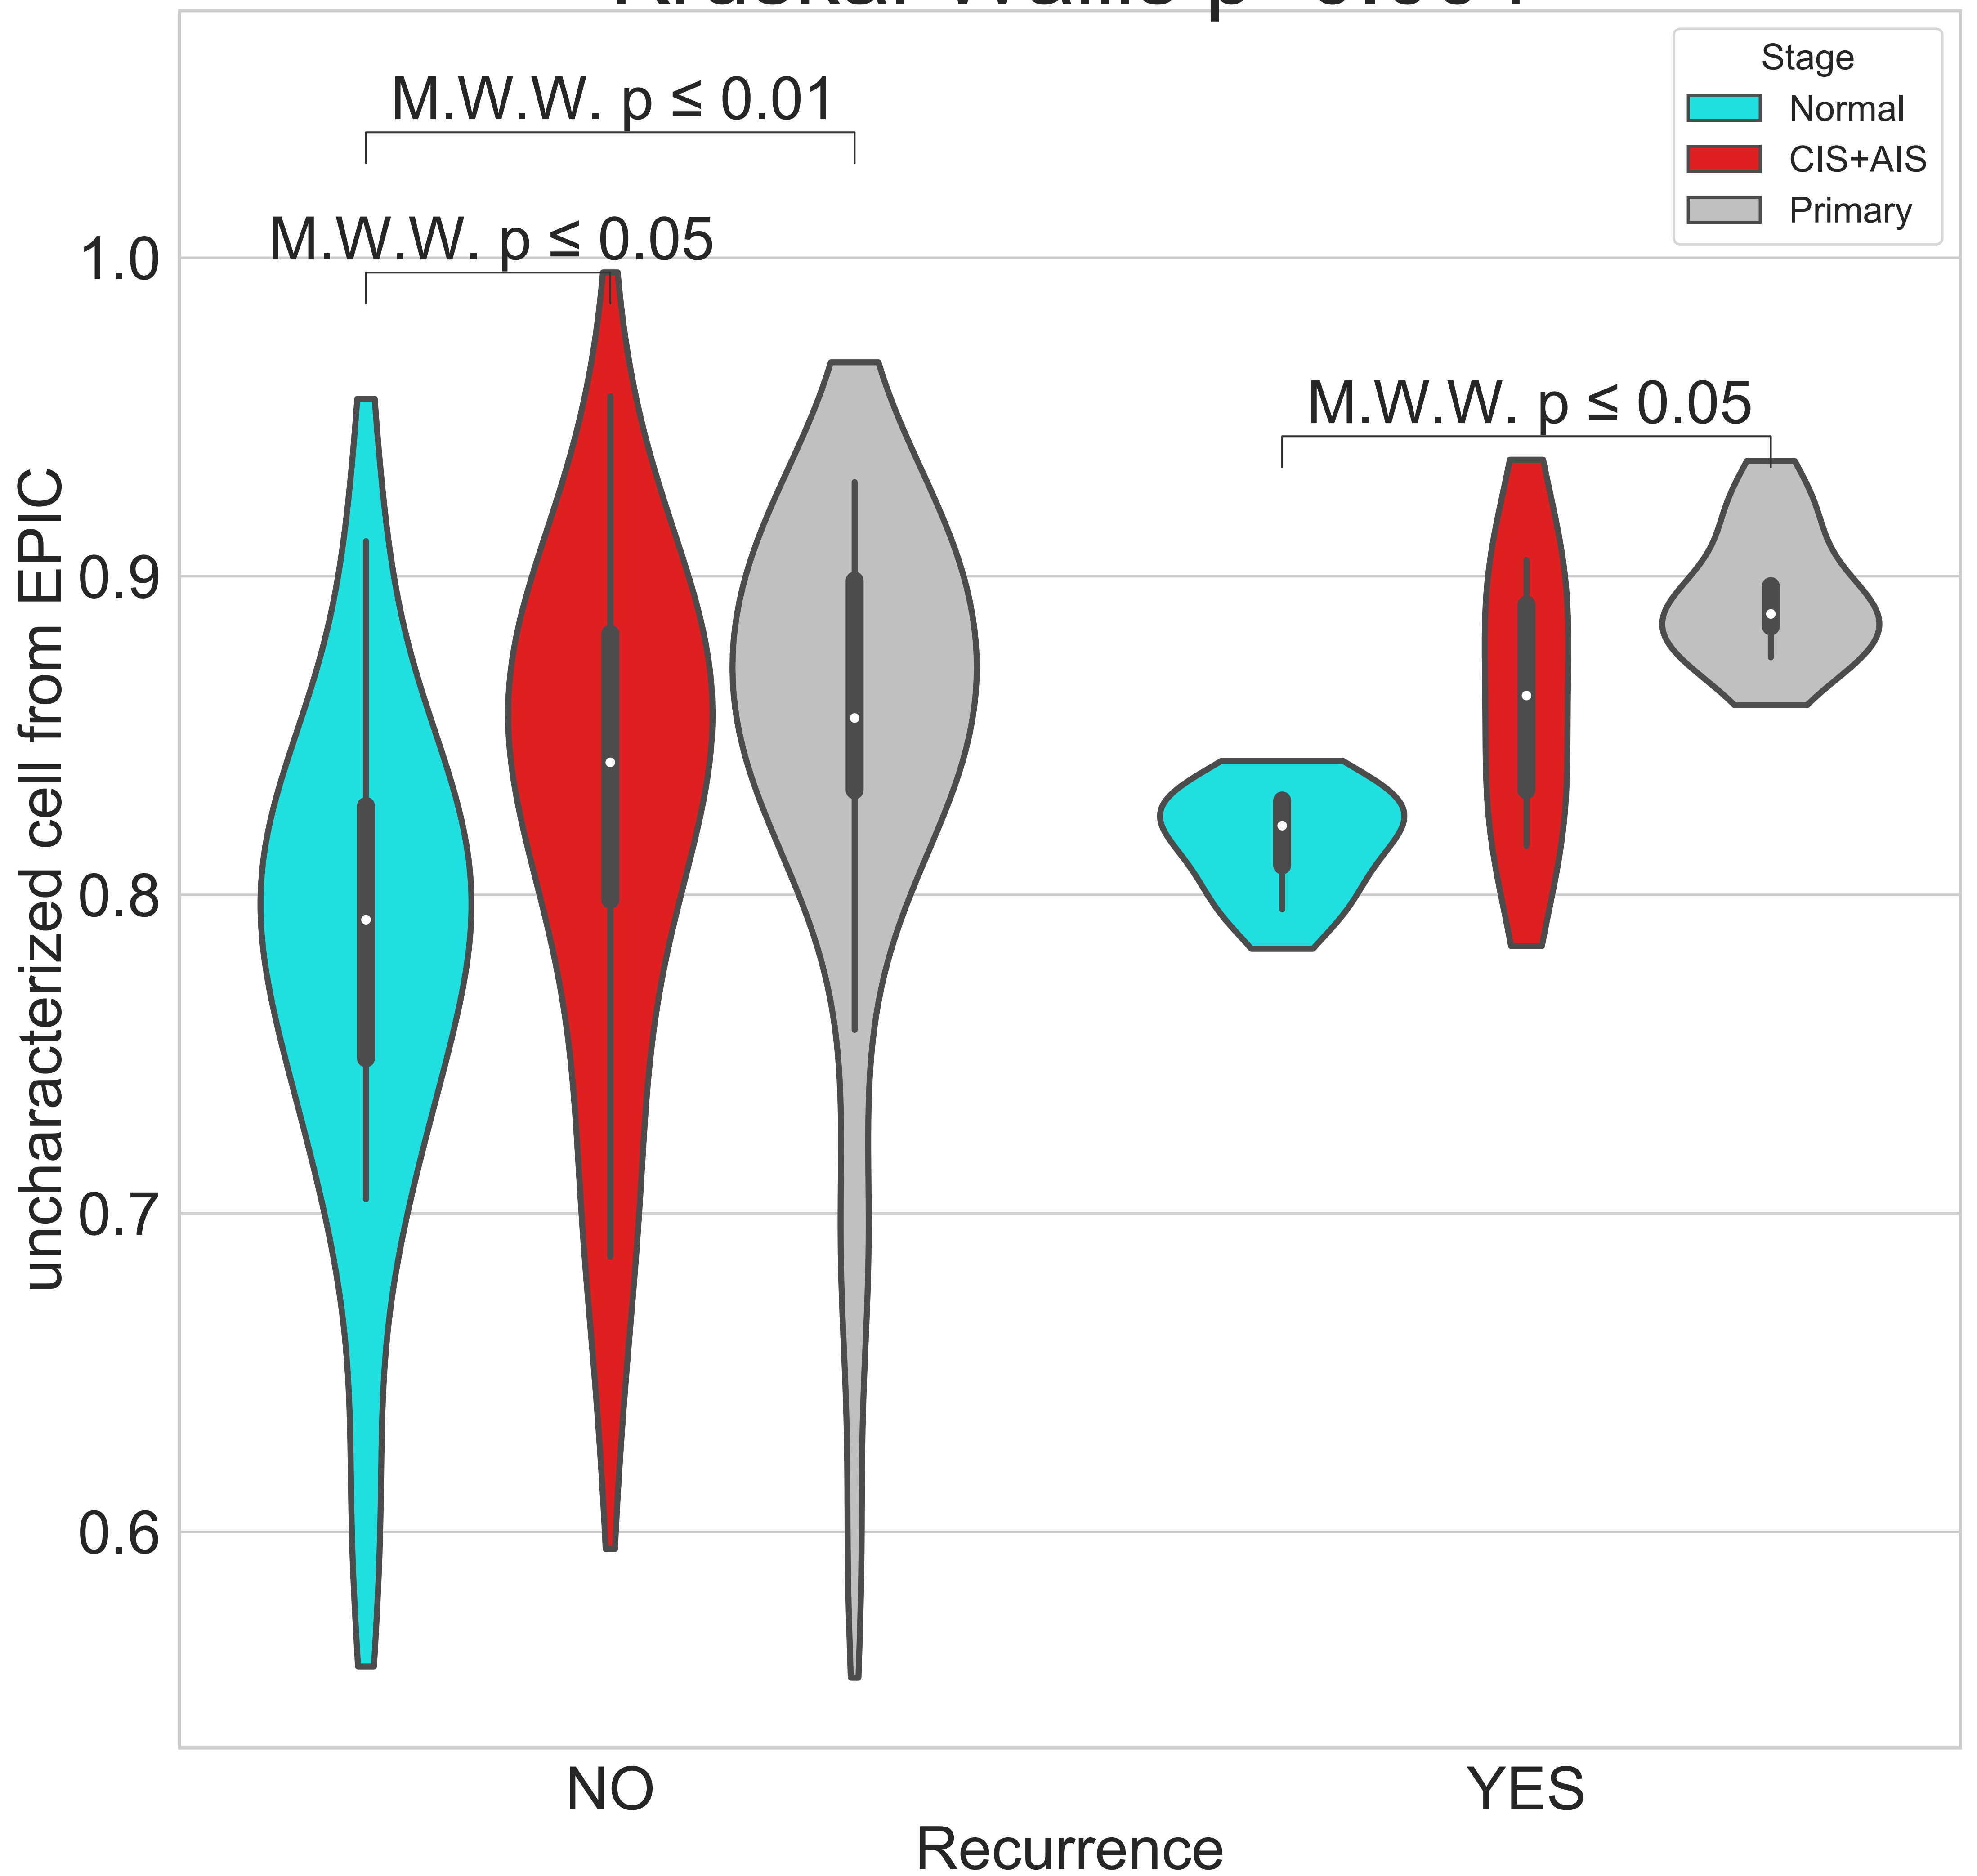 M.W.W. p ≤ 0.01
M.W.W. p ≤ 0.05
M.W.W. p ≤ 0.05
Stage
Normal
CIS+AIS
Primary
uncharacterized cell from EPIC
1.0
0.9
0.8
0.7
0.6
NO
YES
Recurrence